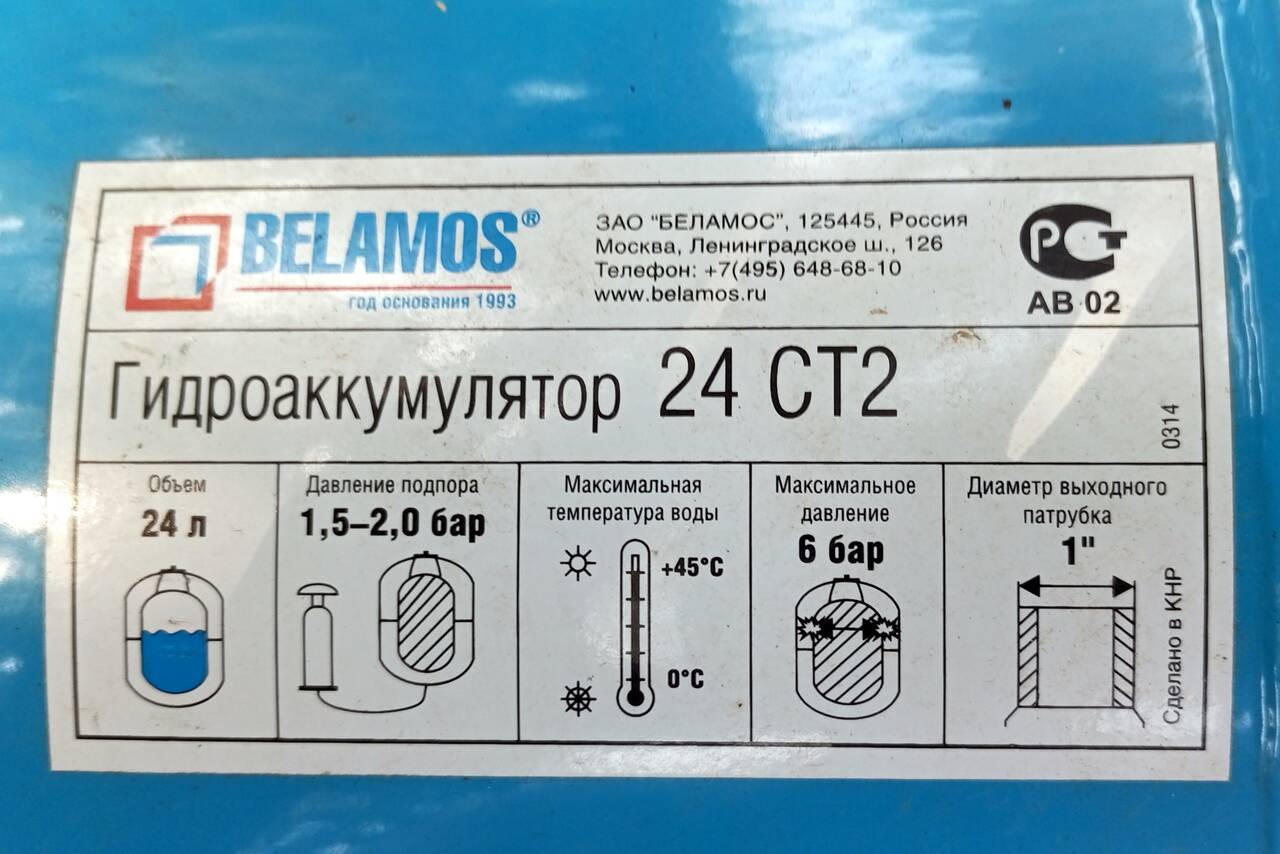 BELAMOS®
год основания 1993
ЗАО "БЕЛАМОС", 125445, Россия
Москва, Ленинградское ш., 126
Телефон: +7(495) 648-68-10
www.belamos.ru
РСТ
АВ 02
Гидроаккумулятор 24 СТ2
0314
Объем
24 л
Давление подпора
1,5–2,0 бар
Максимальная
температура воды
+45°C
0°C
Максимальное
давление
6 бар
Диаметр выходного
патрубка
1"
Сделано в КНР